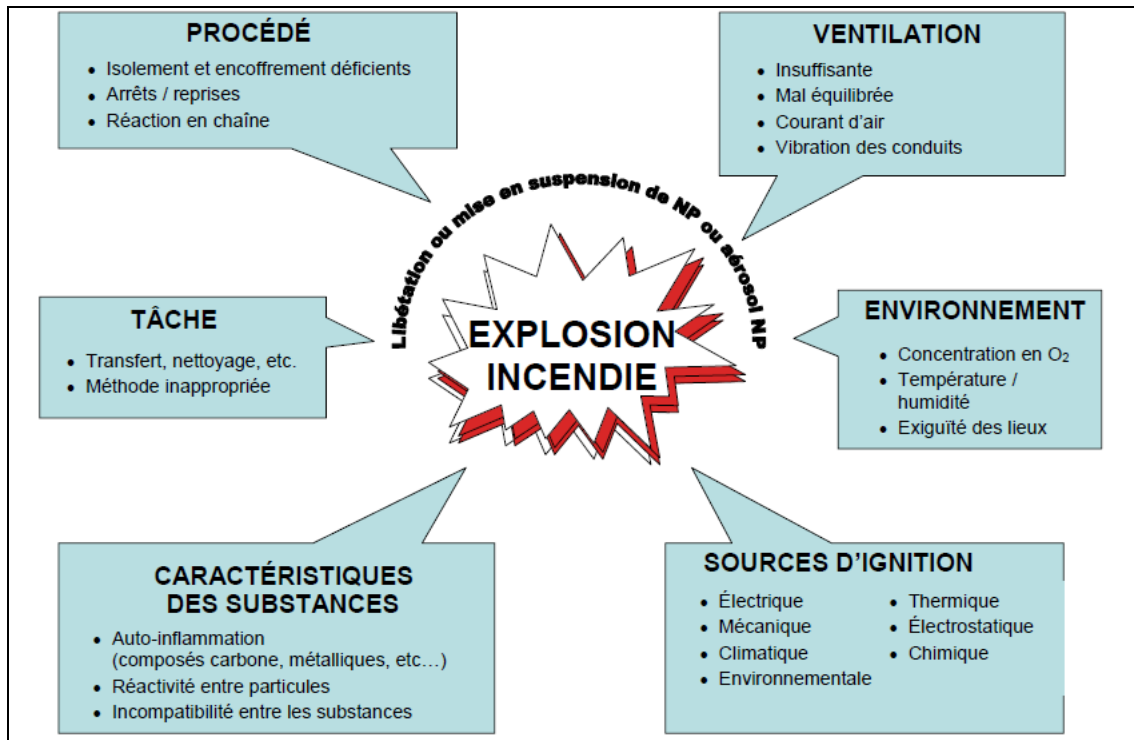 PROCÉDÉ
• Isolement et encoffrement déficients
• Arrêts / reprises
• Réaction en chaîne
VENTILATION
• Insuffisante
• Mal équilibrée
• Courant d’air
• Vibration des conduits
Libétation ou mise en suspension de NP ou aérosol NP
TÂCHE
• Transfert, nettoyage, etc.
• Méthode inappropriée
EXPLOSION
INCENDIE
ENVIRONNEMENT
• Concentration en O₂
• Température /
humidité
• Exiguïté des lieux
CARACTÉRISTIQUES
DES SUBSTANCES
• Auto-inflammation
(composés carbone, métalliques, etc…)
• Réactivité entre particules
• Incompatibilité entre les substances
SOURCES D’IGNITION
• Électrique
• Mécanique
• Climatique
• Environnementale
• Thermique
• Électrostatique
• Chimique